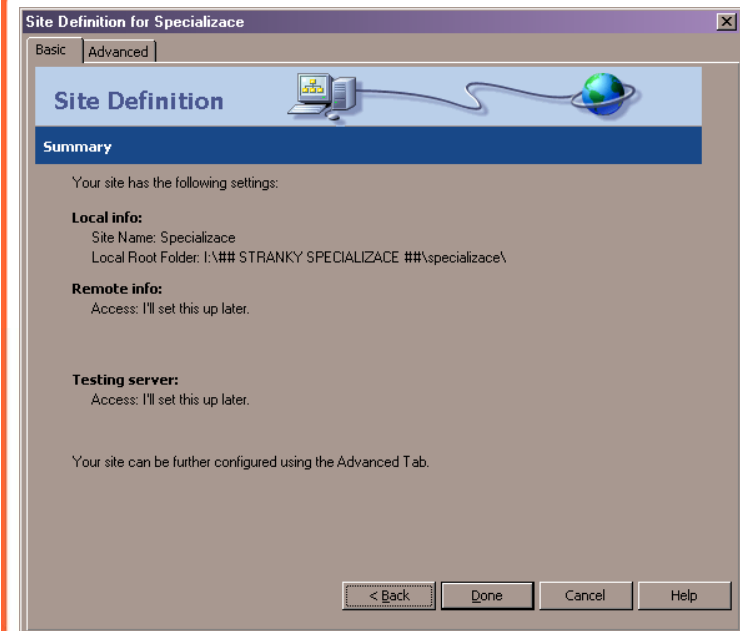 Site Definition for Specializace
Basic
Advanced
Site Definition
Summary
Your site has the following settings:
Local info:
Site Name: Specializace
Local Root Folder: I:\## STRANKY SPECIALIZACE ##\specializace\
Remote info:
Access: I'll set this up later.
Testing server:
Access: I'll set this up later.
Your site can be further configured using the Advanced Tab.
< Back
Done
Cancel
Help